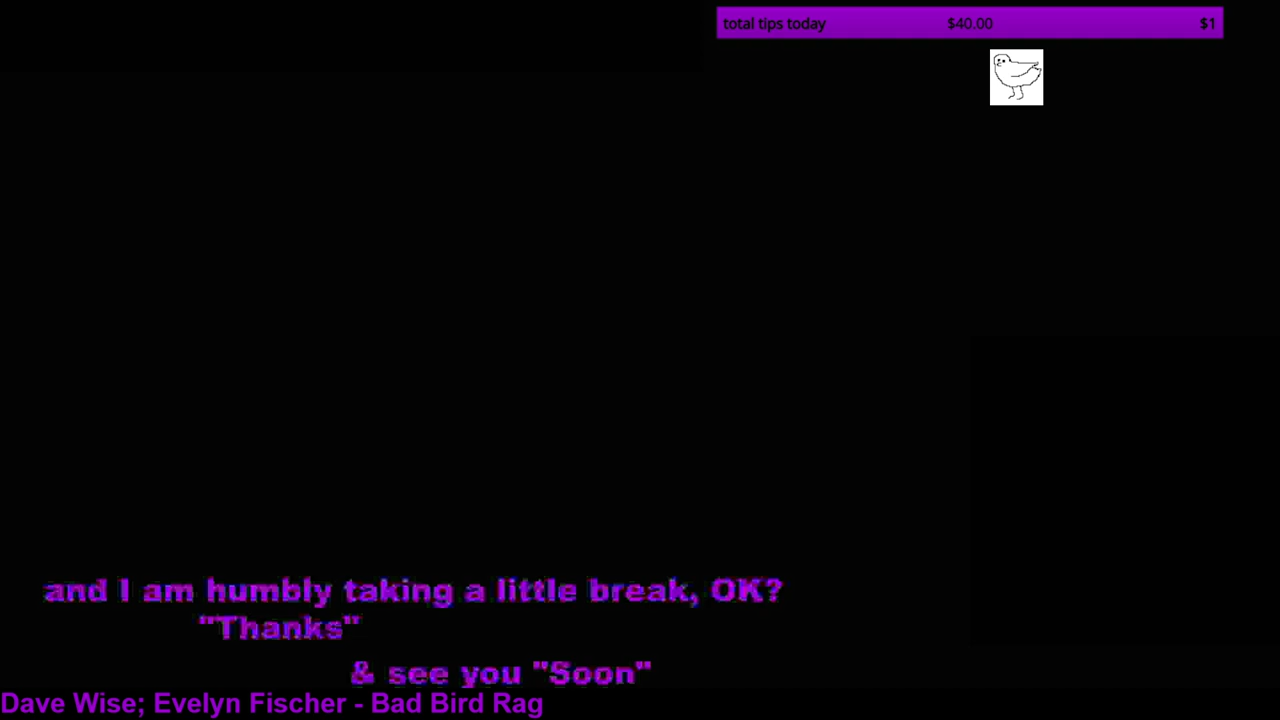 total tips today $40.00 $1
and I am humbly taking a little break, OK?
"Thanks"
& see you "Soon"
Dave Wise; Evelyn Fischer - Bad Bird Rag